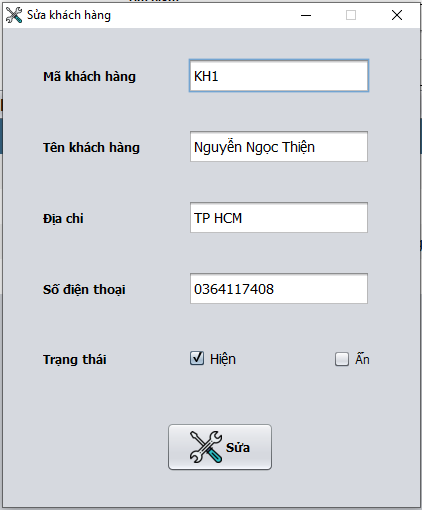 Sửa khách hàng
Mã khách hàng KH1
Tên khách hàng Nguyễn Ngọc Thiện
Địa chỉ TP HCM
Số điện thoại 0364117408
Trạng thái Hiện Ẩn
Sửa